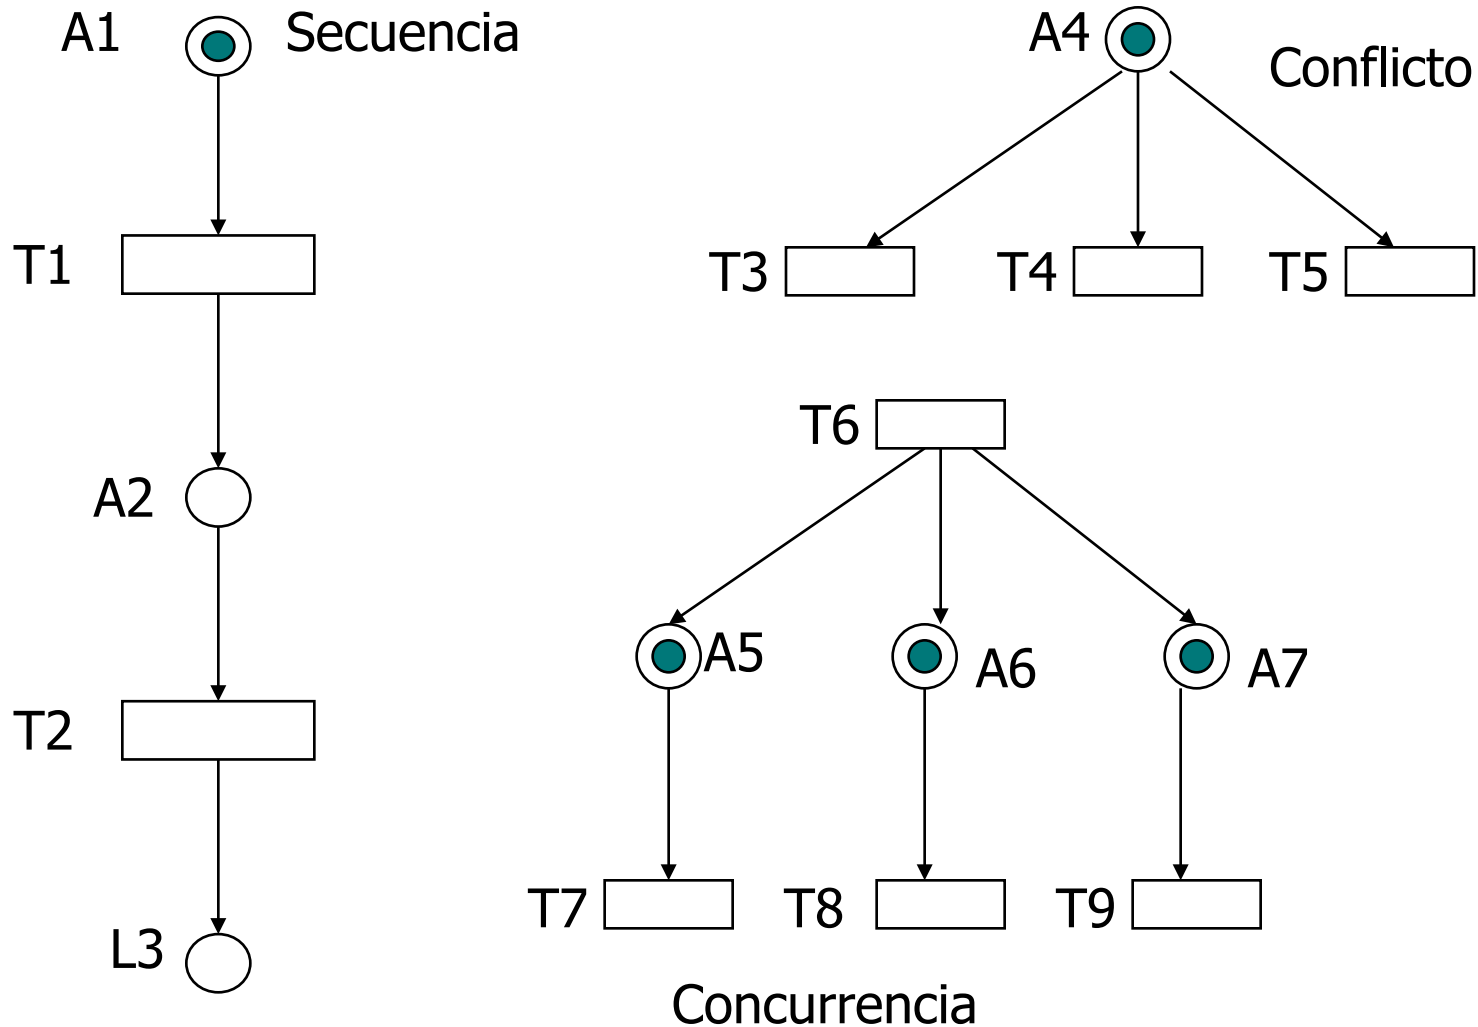 A1
Secuencia
T1
A2
T2
L3
A4
Conflicto
T3
T4
T5
T6
A5
A6
A7
T7
T8
T9
Concurrencia